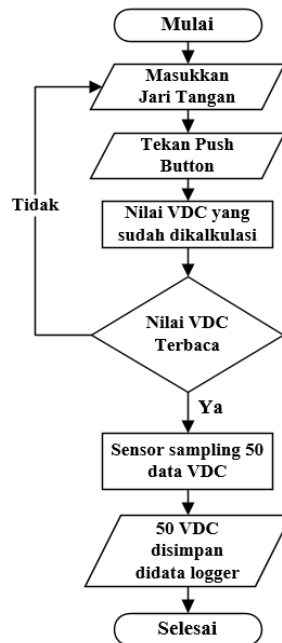 Mulai
Masukkan
Jari Tangan
Tekan Push
Button
Tidak
Nilai VDC yang
sudah dikalkulasi
Nilai VDC
Terbaca
Ya
Sensor sampling 50
data VDC
50 VDC
disimpan
didata logger
Selesai